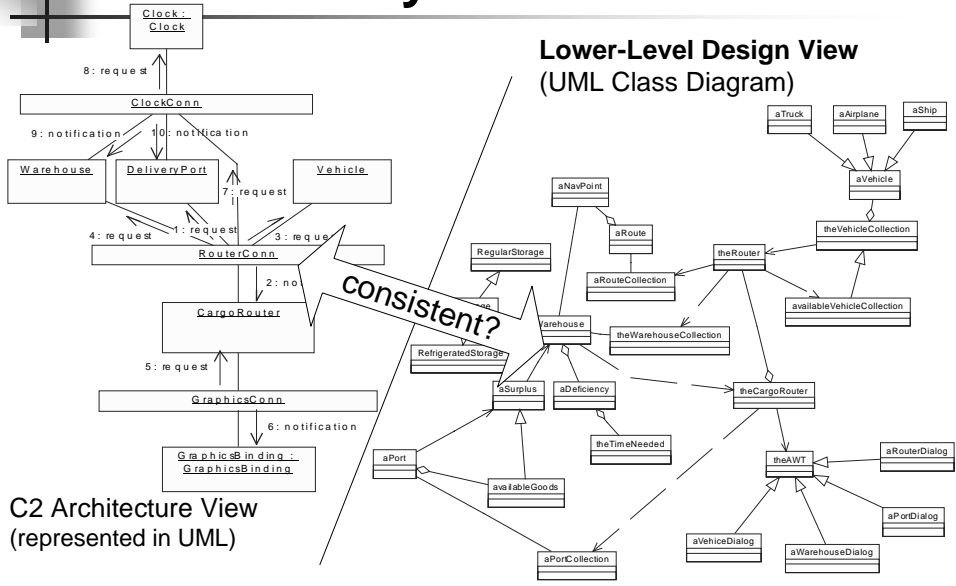 Clock :
Clock
8: request
ClockConn
9: notification
10: notification
Warehouse
DeliveryPort
Vehicle
7: request
4: request
1: request
3: reque
RouterConn
2: no
CargoRouter
5: request
GraphicsConn
6: notification
GraphicsBinding :
GraphicsBinding
C2 Architecture View
(represented in UML)
consistent?
Lower-Level Design View
(UML Class Diagram)
aTruck
aAirplane
aShip
aVehicle
aNavPoint
aRoute
theVehicleCollection
RegularStorage
theRouter
aRouteCollection
availableVehicleCollection
Warehouse
theWarehouseCollection
RefrigeratedStorage
aSurplus
aDeficiency
theCargoRouter
theTimeNeeded
aPort
theAWT
aRouterDialog
availableGoods
aPortDialog
aVehiceDialog
aWarehouseDialog
aPortCollection